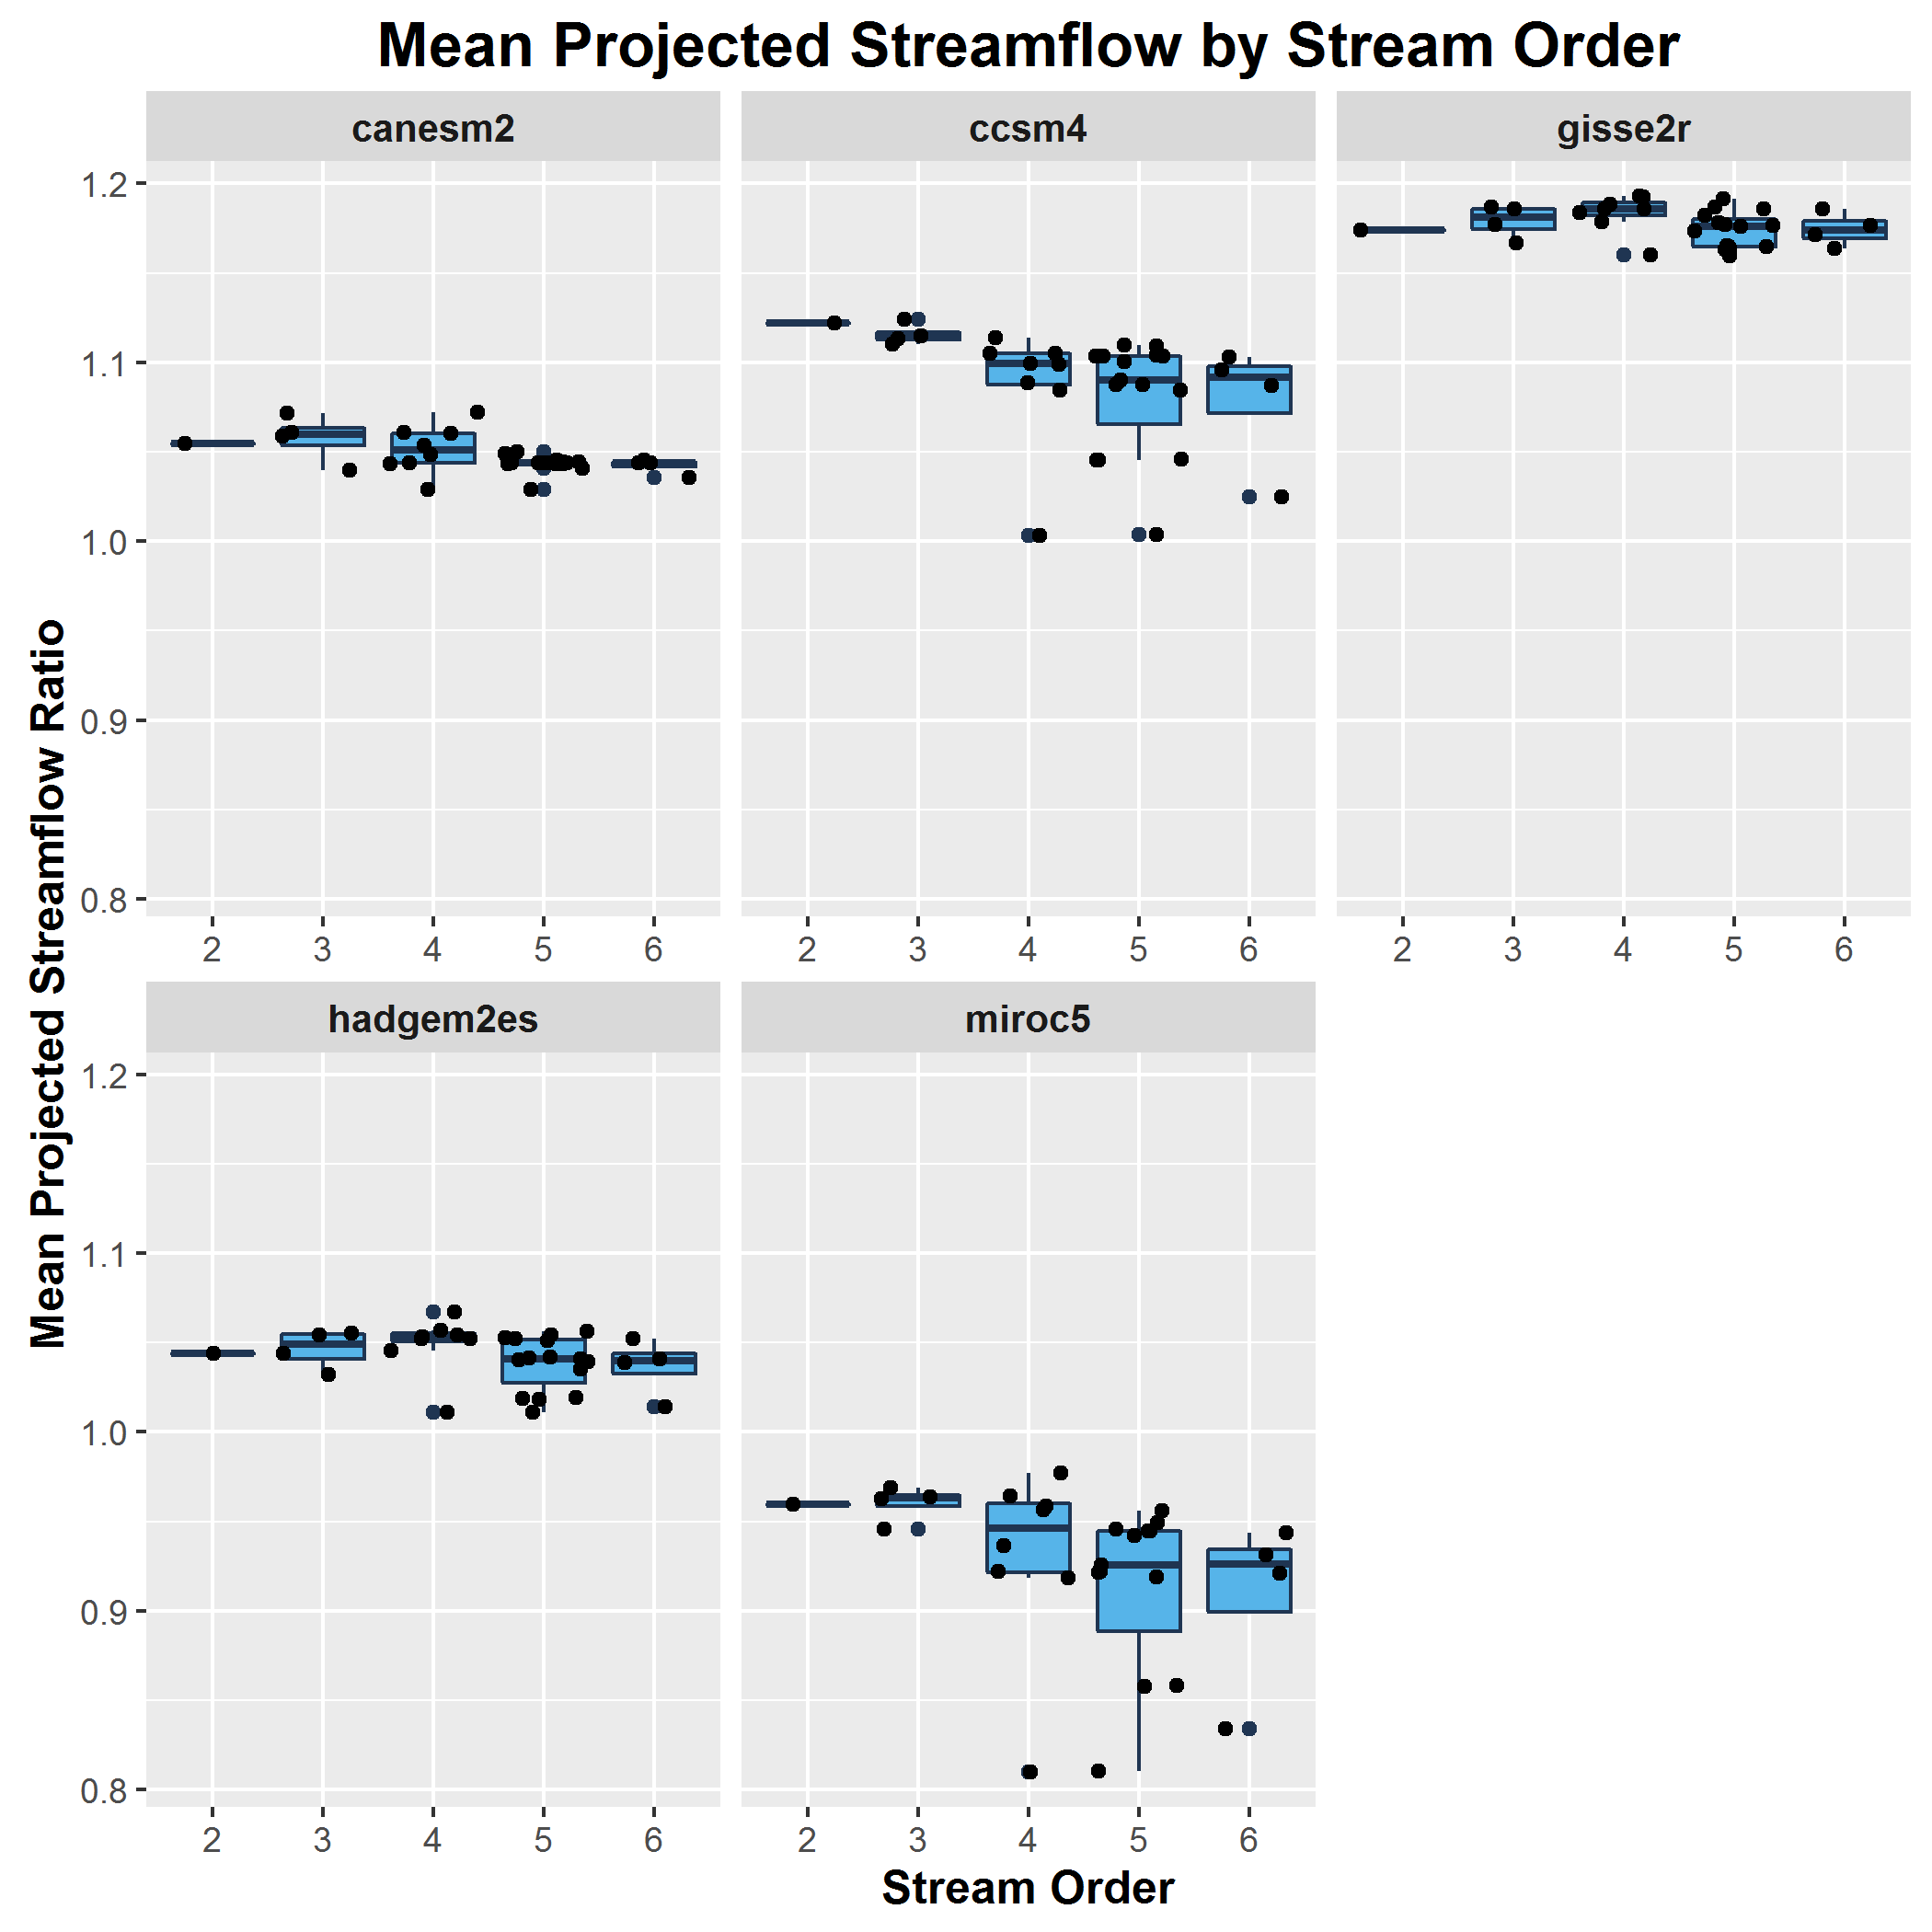 Mean Projected Streamflow by Stream Order
canesm2 ccsm4 gisse2r
1.2
1.1
1.0
0.9
0.8
2 3 4 5 6 2 3 4 5 6 2 3 4 5 6
Mean Projected Streamflow Ratio
hadgem2es miroc5
1.2
1.1
1.0
0.9
0.8
2 3 4 5 6 2 3 4 5 6
Stream Order